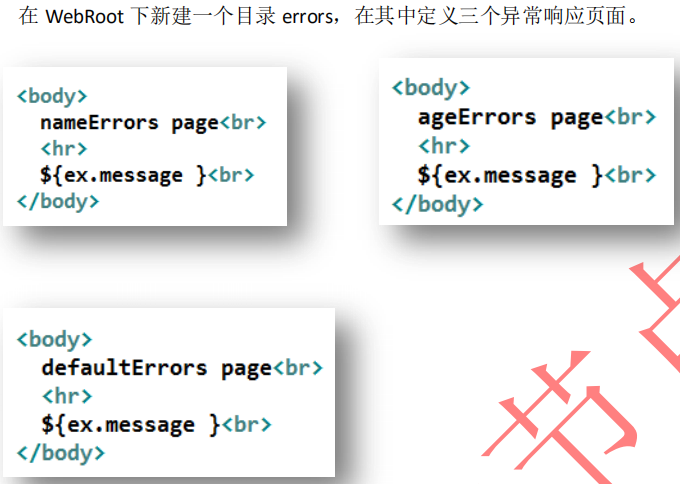 在 WebRoot 下新建一个目录 errors，在其中定义三个异常响应页面。
<body>
nameErrors page<br>
<hr>
${ex.message }<br>
</body>
<body>
ageErrors page<br>
<hr>
${ex.message }<br>
</body>
<body>
defaultErrors page<br>
<hr>
${ex.message }<br>
</body>
节